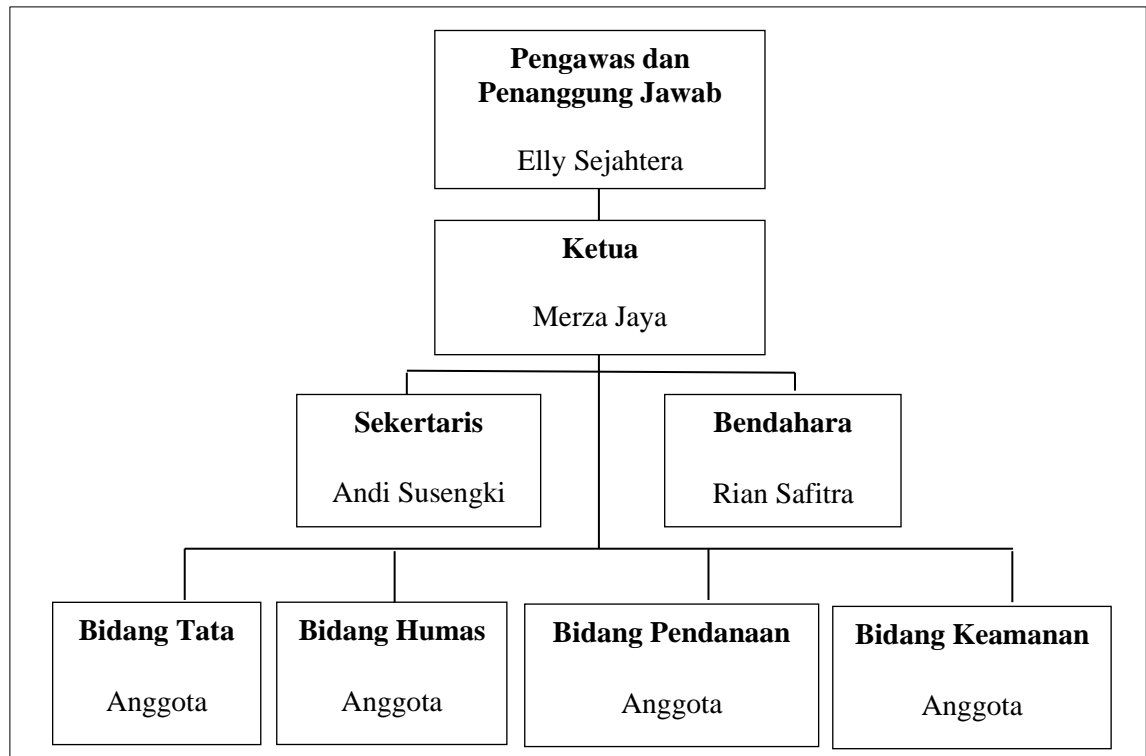 Pengawas dan
Penanggung Jawab
Elly Sejahtera
Ketua
Merza Jaya
Sekertaris
Andi Susengki
Bendahara
Rian Safitra
Bidang Tata
Anggota
Bidang Humas
Anggota
Bidang Pendanaan
Anggota
Bidang Keamanan
Anggota